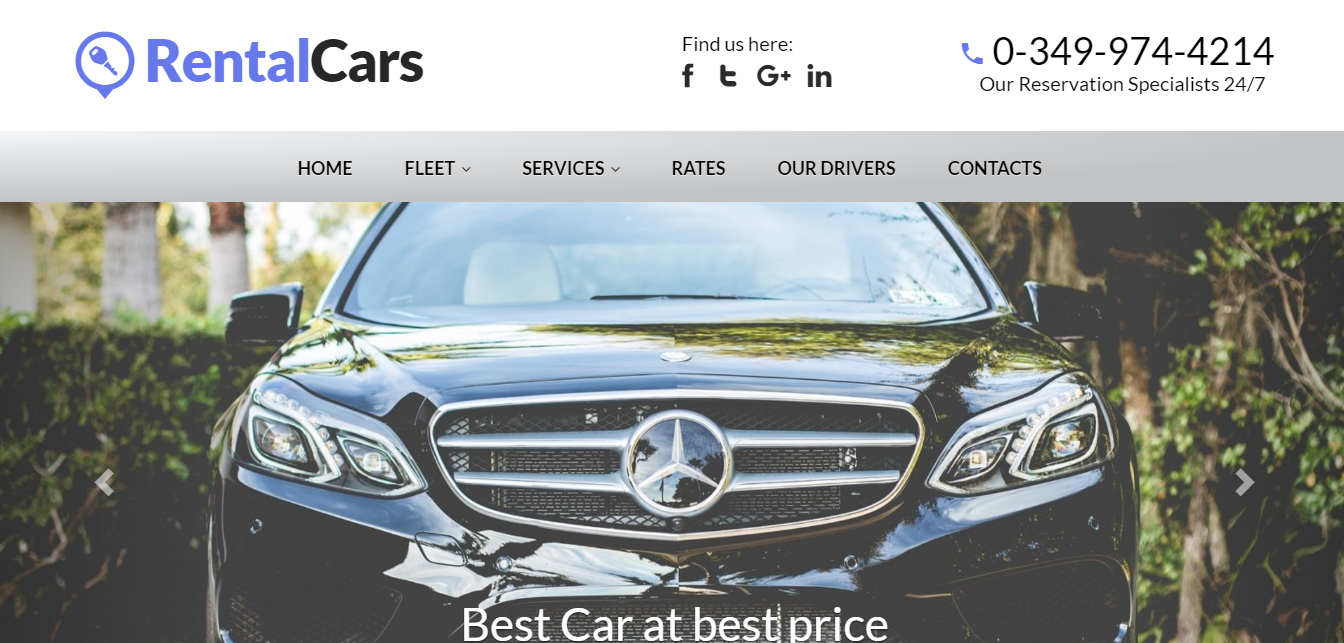 RentalCars
Find us here:
0-349-974-4214
Our Reservation Specialists 24/7
HOME FLEET SERVICES RATES OUR DRIVERS CONTACTS
Best Car at best price